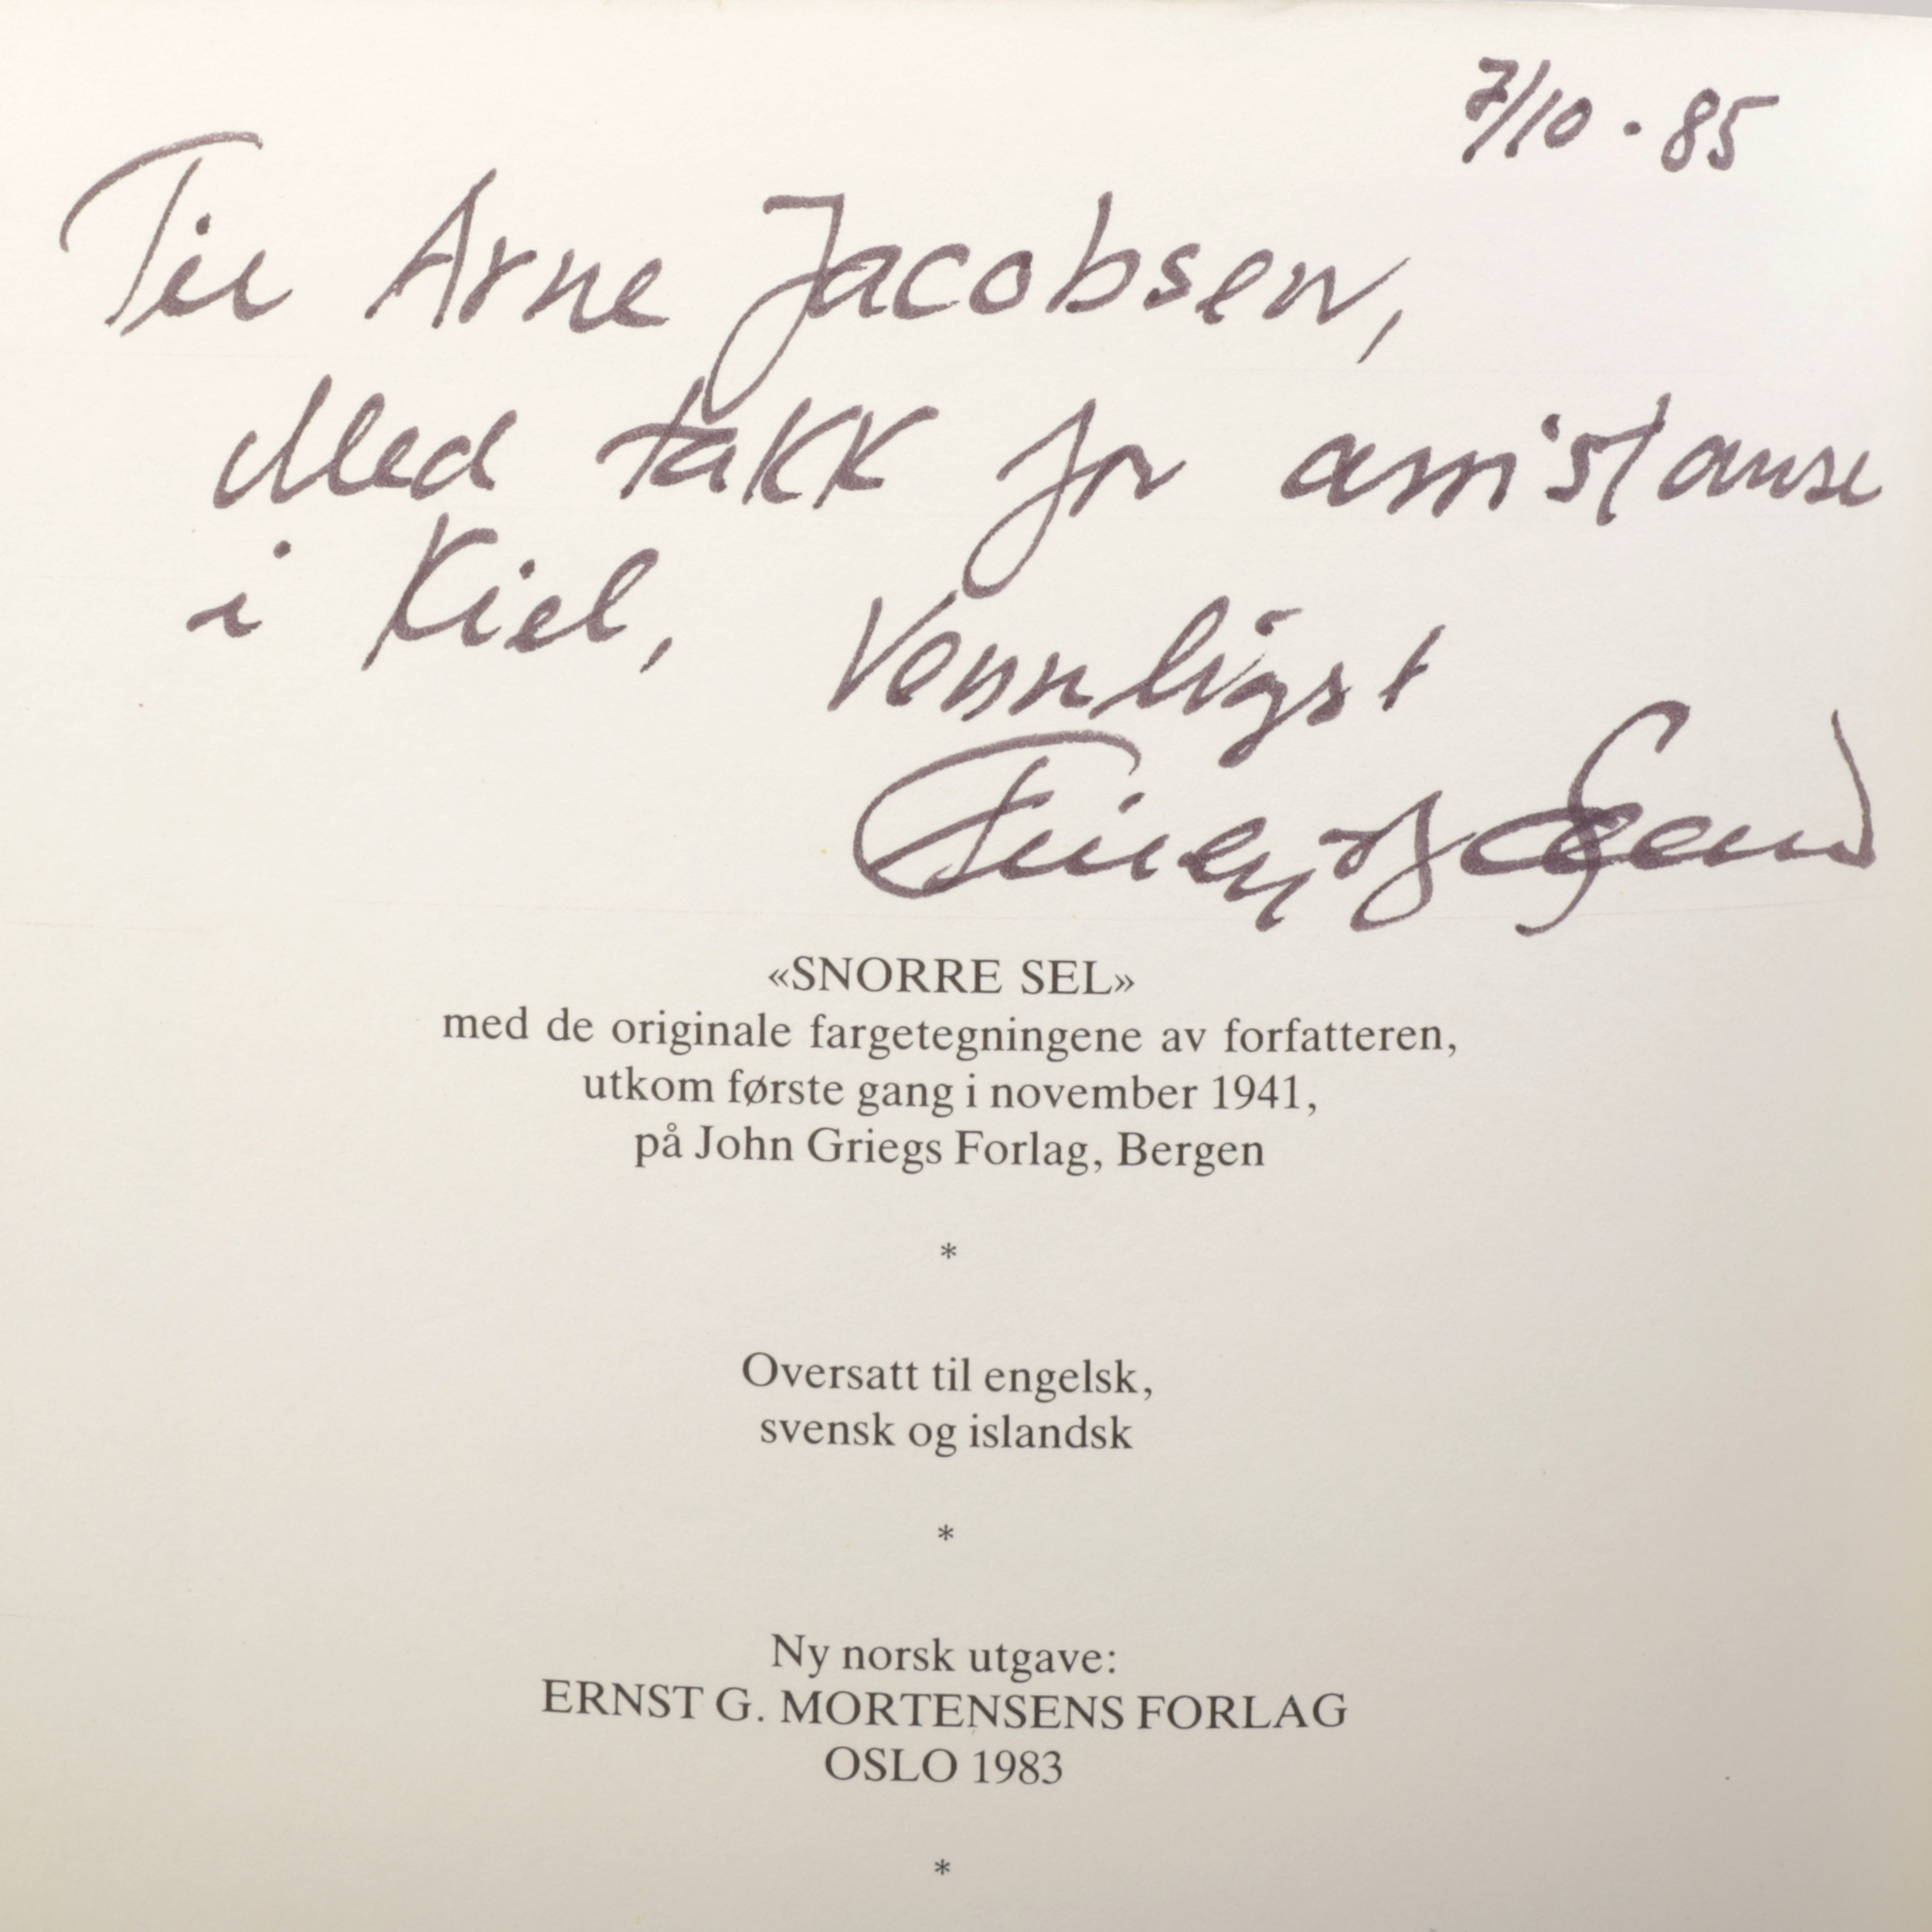 7/10 . 85
Til Arne Jacobsen,
Med takk for assistanse
i Kiel,
Vennligst
«SNORRE SEL»
med de originale fargetegningene av forfatteren,
utkom første gang i november 1941,
på John Griegs Forlag, Bergen
*
Oversatt til engelsk,
svensk og islandsk
*
Ny norsk utgave:
ERNST G. MORTENSENS FORLAG
OSLO 1983
*